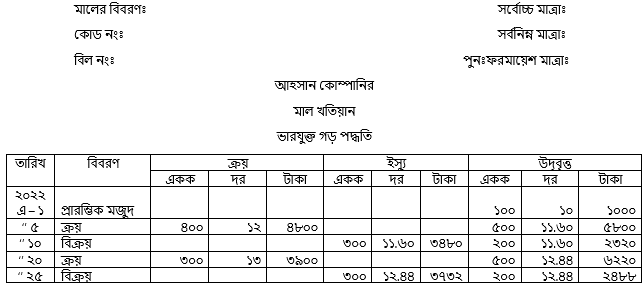 মালের বিবরণঃ সর্বোচ্চ মাত্রাঃ
কোড নংঃ সর্বনিম্ন মাত্রাঃ
বিল নংঃ পুনঃফরমায়েশ মাত্রাঃ
আহসান কোম্পানির
মাল খতিয়ান
ভারযুক্ত গড় পদ্ধতি
তারিখ বিবরণ ক্রয় ইস্যু উদ্বৃত্ত
একক দর টাকা একক দর টাকা একক দর টাকা
২০২২
এ – ১ প্রারম্ভিক মজুদ ১০০ ১০ ১০০০
“ ৫ ক্রয় ৪০০ ১২ ৪৮০০ ৫০০ ১১.৬০ ৫৮০০
“ ১০ বিক্রয় ৩০০ ১১.৬০ ৩৪৮০ ২০০ ১১.৬০ ২৩২০
“ ২০ ক্রয় ৩০০ ১৩ ৩৯০০ ৫০০ ১২.৪৪ ৬২২০
“ ২৫ বিক্রয় ৩০০ ১২.৪৪ ৩৭৩২ ২০০ ১২.৪৪ ২৪৮৮